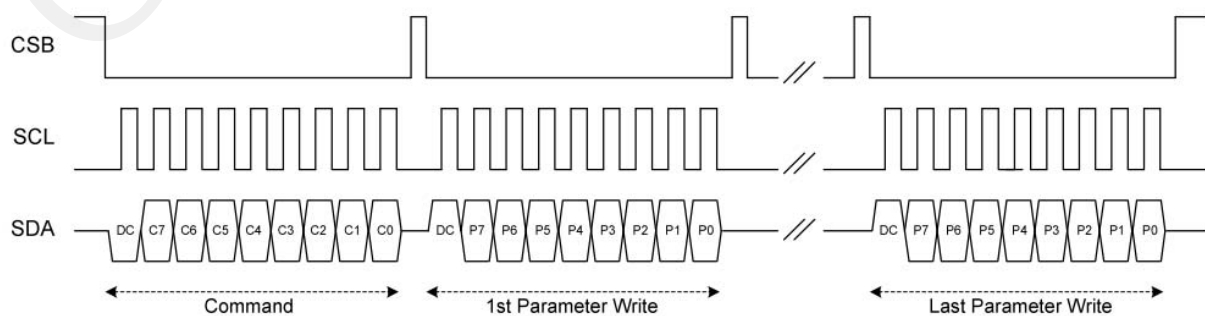 CSB
SCL
SDA
DC C7 C6 C5 C4 C3 C2 C1 C0 DC P7 P6 P5 P4 P3 P2 P1 P0 DC P7 P6 P5 P4 P3 P2 P1 P0
Command 1st Parameter Write Last Parameter Write